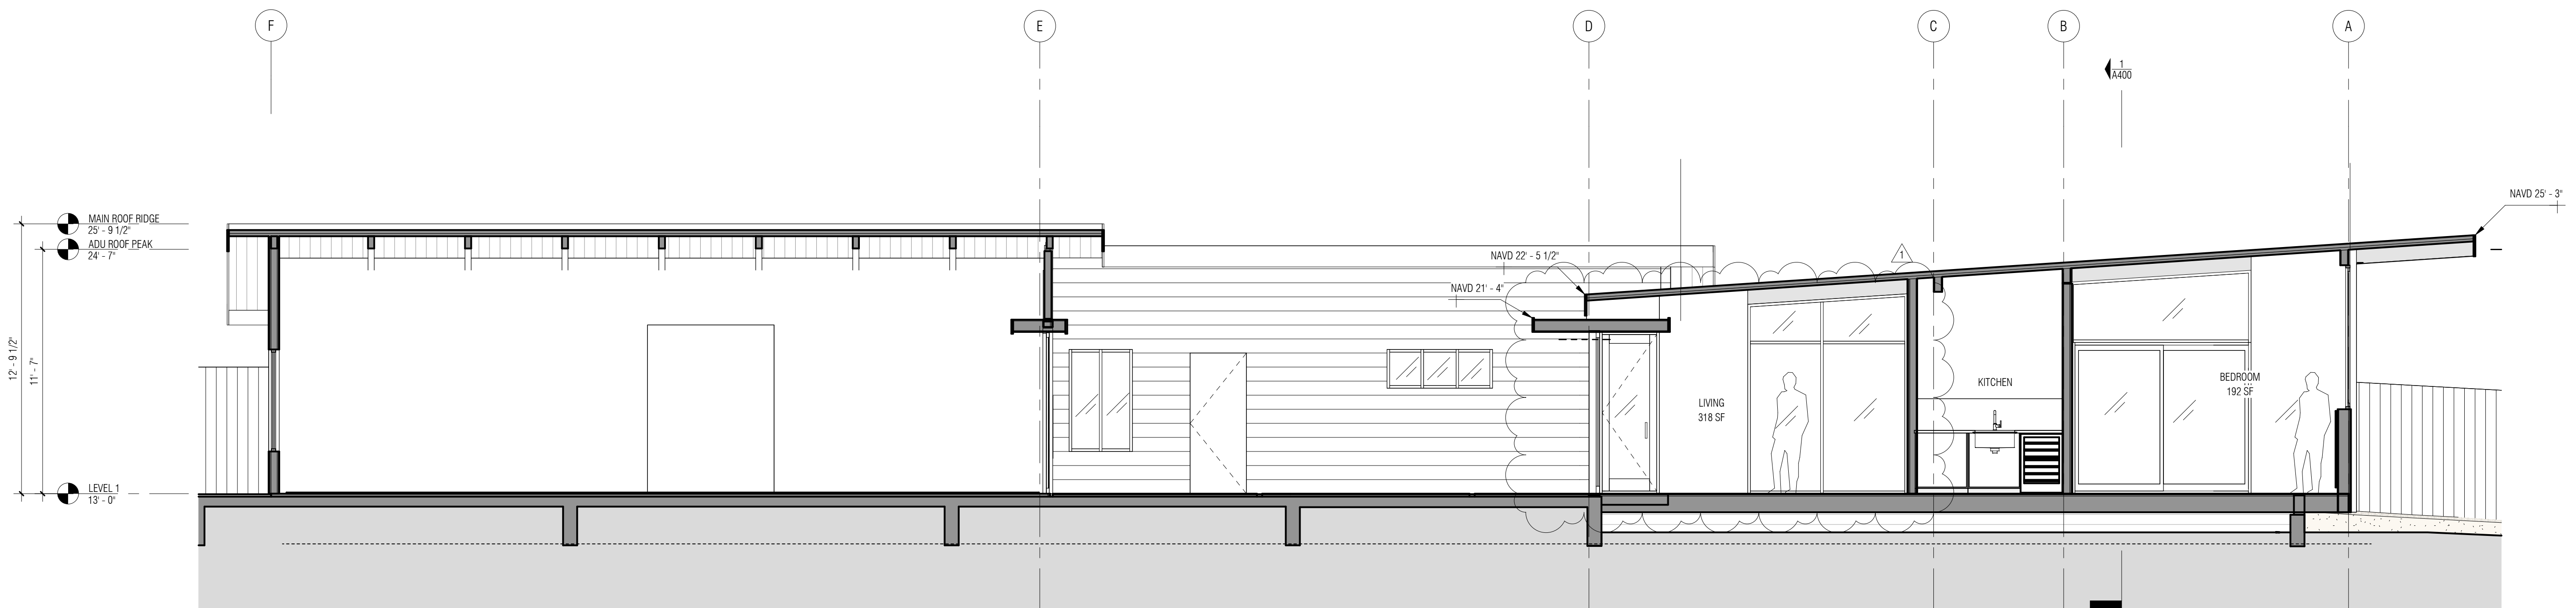 F
E
D
C
B
A
1
A400
NAVD 25' - 3"
MAIN ROOF RIDGE
25' - 9 1/2"
ADU ROOF PEAK
24' - 7"
NAVD 22' - 5 1/2"
1
NAVD 21' - 4"
12' - 9 1/2"
11' - 7"
KITCHEN
BEDROOM
192 SF
LIVING
318 SF
LEVEL 1
13' - 0"